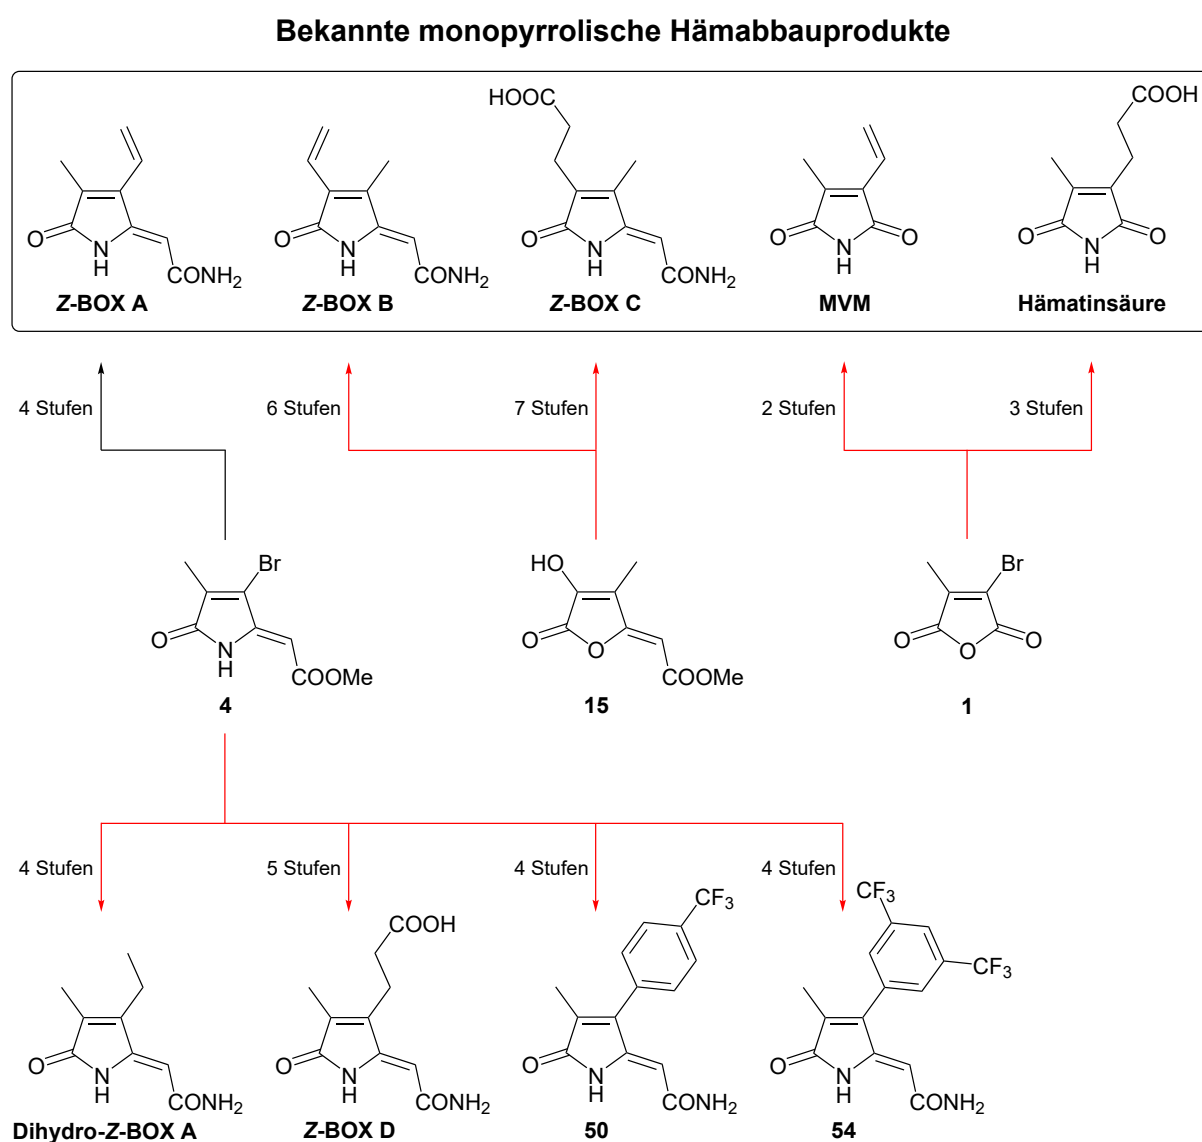 Bekannte monopyrrolische Hämabbauprodukte
O N H CONH2
Z-BOX A
O N H CONH2
Z-BOX B
HOOC
O N H CONH2
Z-BOX C
O N H O
MVM
COOH
O N H O
Hämatinsäure
4 Stufen
6 Stufen
7 Stufen
2 Stufen
3 Stufen
Br
O N H COOMe
4
HO
O O COOMe
15
Br
O O O
1
4 Stufen
5 Stufen
4 Stufen
4 Stufen
O N H CONH2
Dihydro-Z-BOX A
COOH
O N H CONH2
Z-BOX D
CF3
O N H CONH2
50
CF3
CF3
O N H CONH2
54